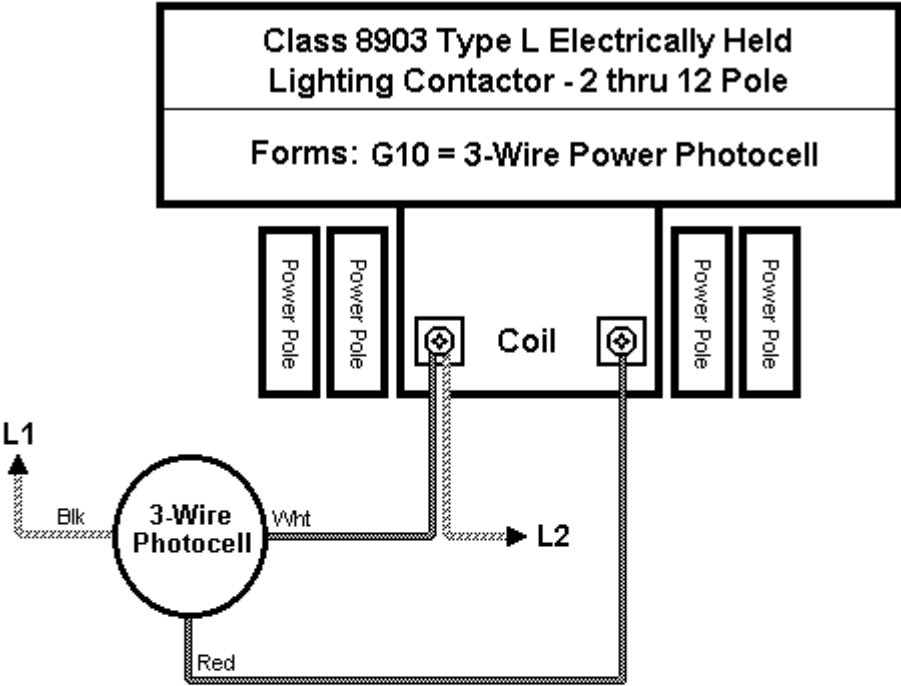 Class 8903 Type L Electrically Held
Lighting Contactor - 2 thru 12 Pole
Forms: G10 = 3-Wire Power Photocell
Power Pole
Power Pole
Power Pole
Power Pole
Coil
L1
Blk
3-Wire
Photocell
Wht
L2
Red